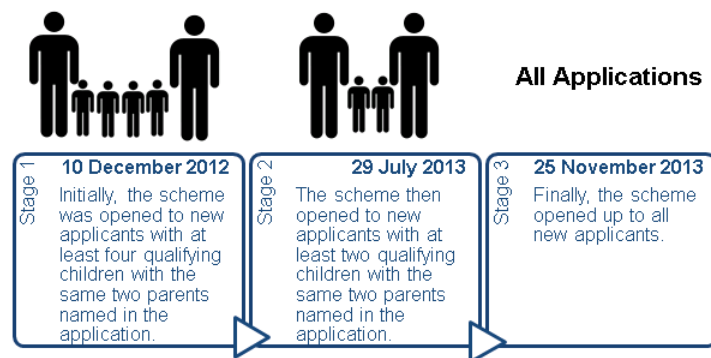 All Applications
Stage 1
10 December 2012
Initially, the scheme
was opened to new
applicants with at
least four qualifying
children with the
same two parents
named in the
application.
Stage 2
29 July 2013
The scheme then
opened to new
applicants with at
least two qualifying
children with the
same two parents
named in the
application.
Stage 3
25 November 2013
Finally, the scheme
opened up to all
new applicants.